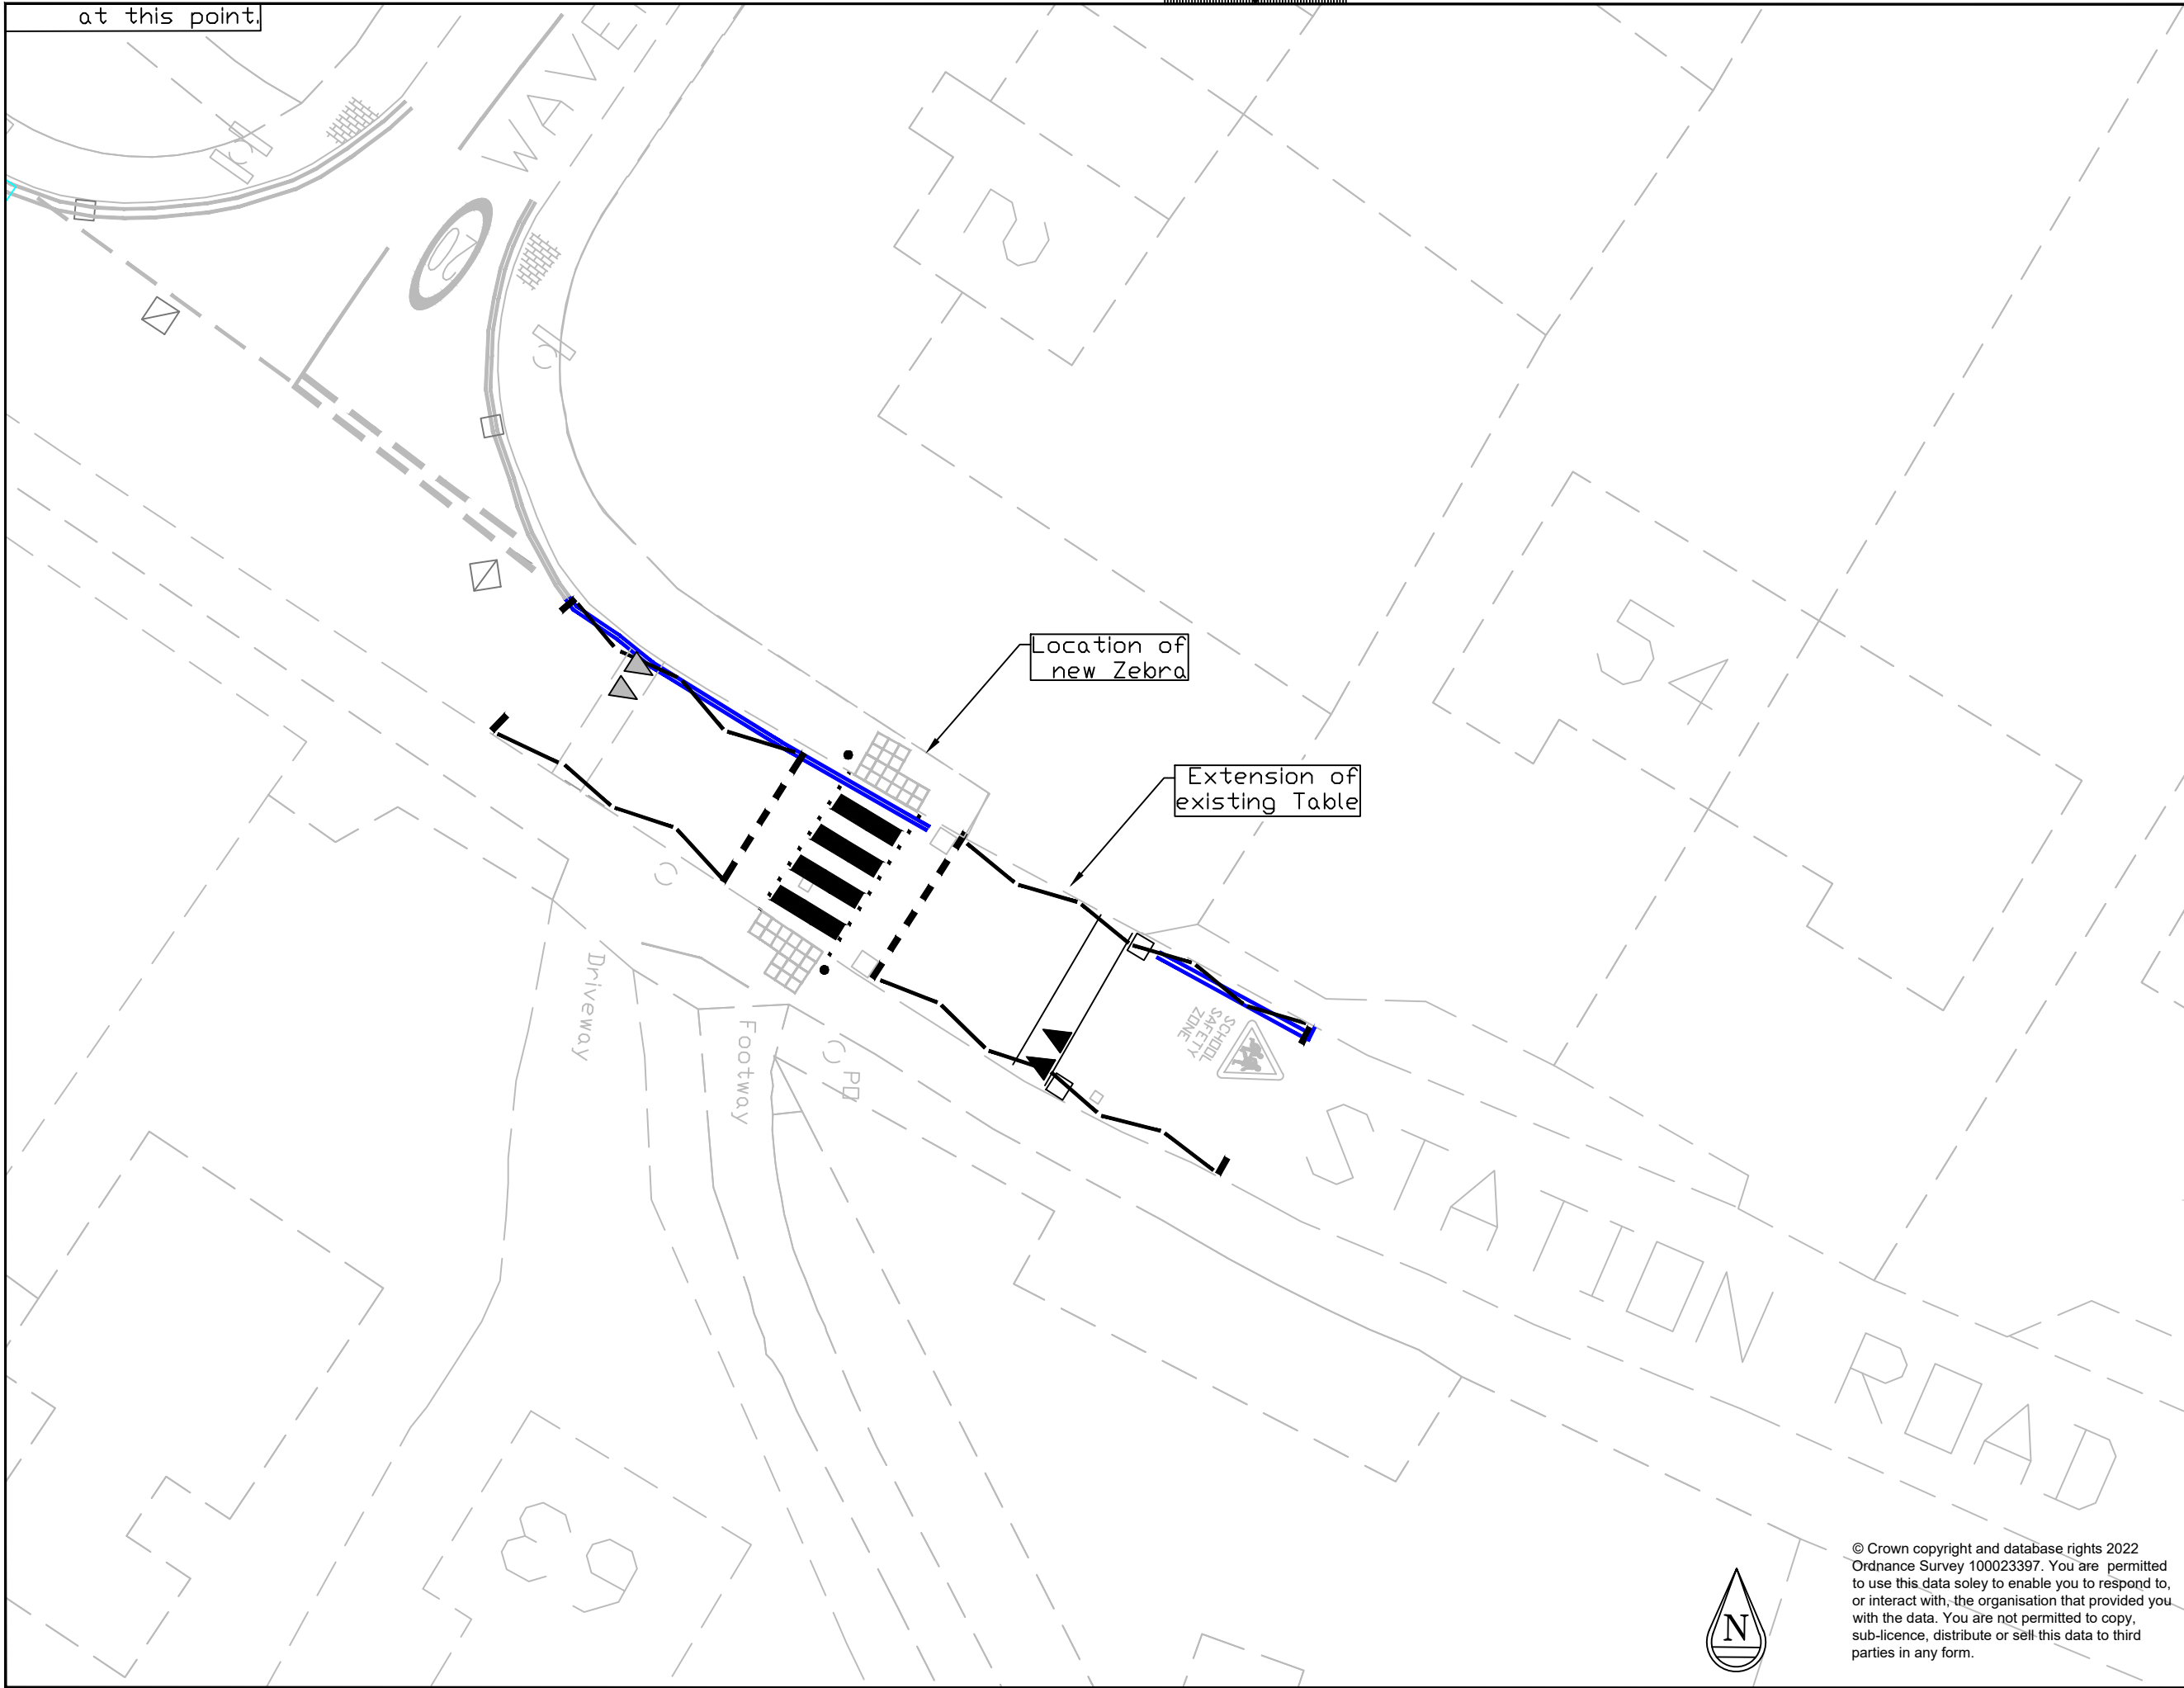 at this point.
WAVE
20
2
34
Location of
new Zebra
Extension of
existing Table
Driveway
Footway
PO
SCHOOL
SAFETY
ZONE
STATION ROAD
39
N
© Crown copyright and database rights 2022
Ordnance Survey 100023397. You are permitted
to use this data soley to enable you to respond to,
or interact with, the organisation that provided you
with the data. You are not permitted to copy,
sub-licence, distribute or sell this data to third
parties in any form.